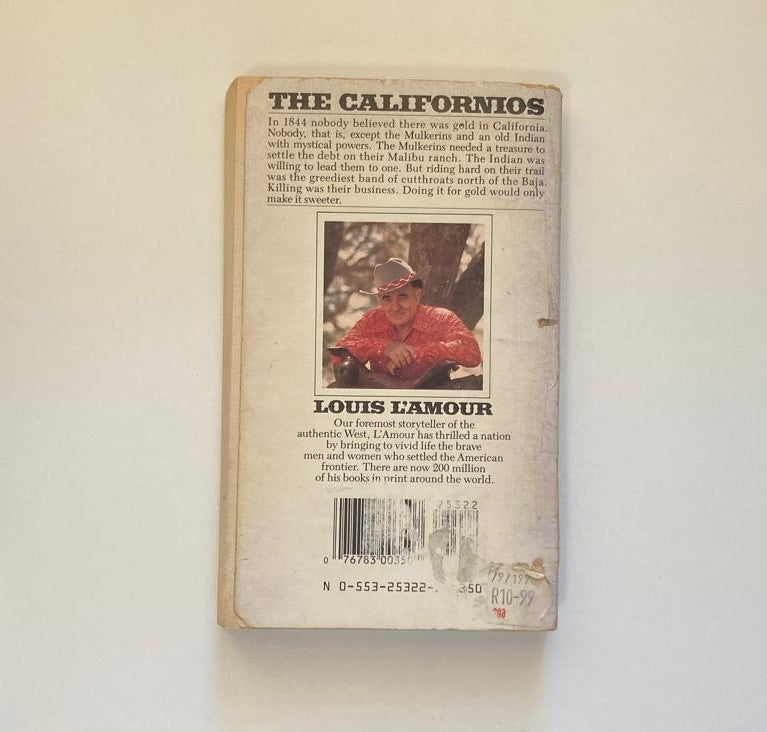 THE CALIFORNIOS
In 1844 nobody believed there was gold in California.
Nobody, that is, except the Mulkerins and an old Indian
with mystical powers. The Mulkerins needed a treasure to
settle the debt on their Malibu ranch. The Indian was
willing to lead them to one. But riding hard on their trail
was the greediest band of cutthroats north of the Baja.
Killing was their business. Doing it for gold would only
make it sweeter.
LOUIS L'AMOUR
Our foremost storyteller of the
authentic West, L'Amour has thrilled a nation
by bringing to vivid life the brave
men and women who settled the American
frontier. There are now 200 million
of his books in print around the world.
25322
0 76783 00350
N 0-553-25322-
R10-99